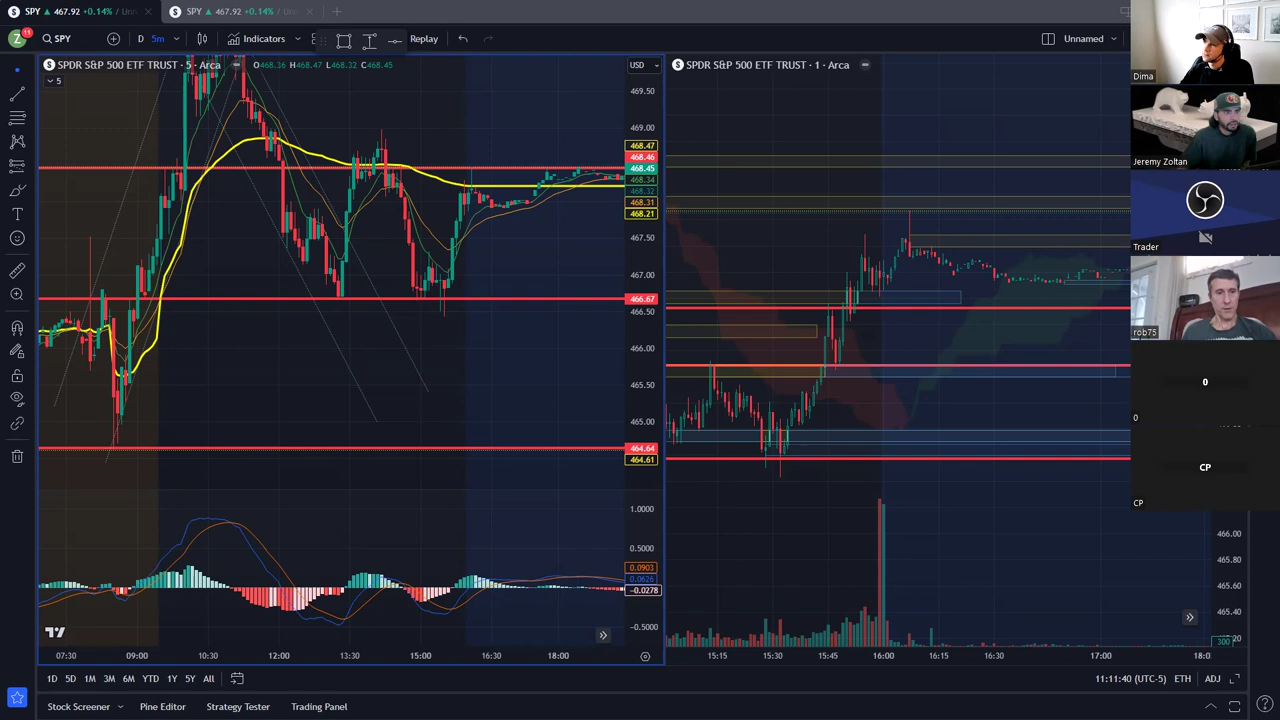 SPY ▲ 467.92 +0.14% / Unn
SPY ▲ 467.92 +0.14% / Unn
Z 11 SPY D 5m Indicators Replay Unnamed
SPDR S&P 500 ETF TRUST · 5 · Arca O468.36 H468.47 L468.32 C468.45 USD
5
469.50
469.00
468.47
468.46
468.45
468.34
468.32
468.31
468.21
467.50
467.00
466.67
466.50
466.00
465.50
465.00
464.64
464.61
1.0000
0.5000
0.0903
0.0626
-0.0278
-0.5000
07:30 09:00 10:30 12:00 13:30 15:00 16:30 18:00
SPDR S&P 500 ETF TRUST · 1 · Arca
466.00
465.80
465.60
465.40
300
15:15 15:30 15:45 16:00 16:15 16:30 17:00 18:0
Dima
Jeremy Zoltan
Trader
rob75
0
0
CP
CP
1D 5D 1M 3M 6M YTD 1Y 5Y All 11:11:40 (UTC-5) ETH ADJ
Stock Screener Pine Editor Strategy Tester Trading Panel